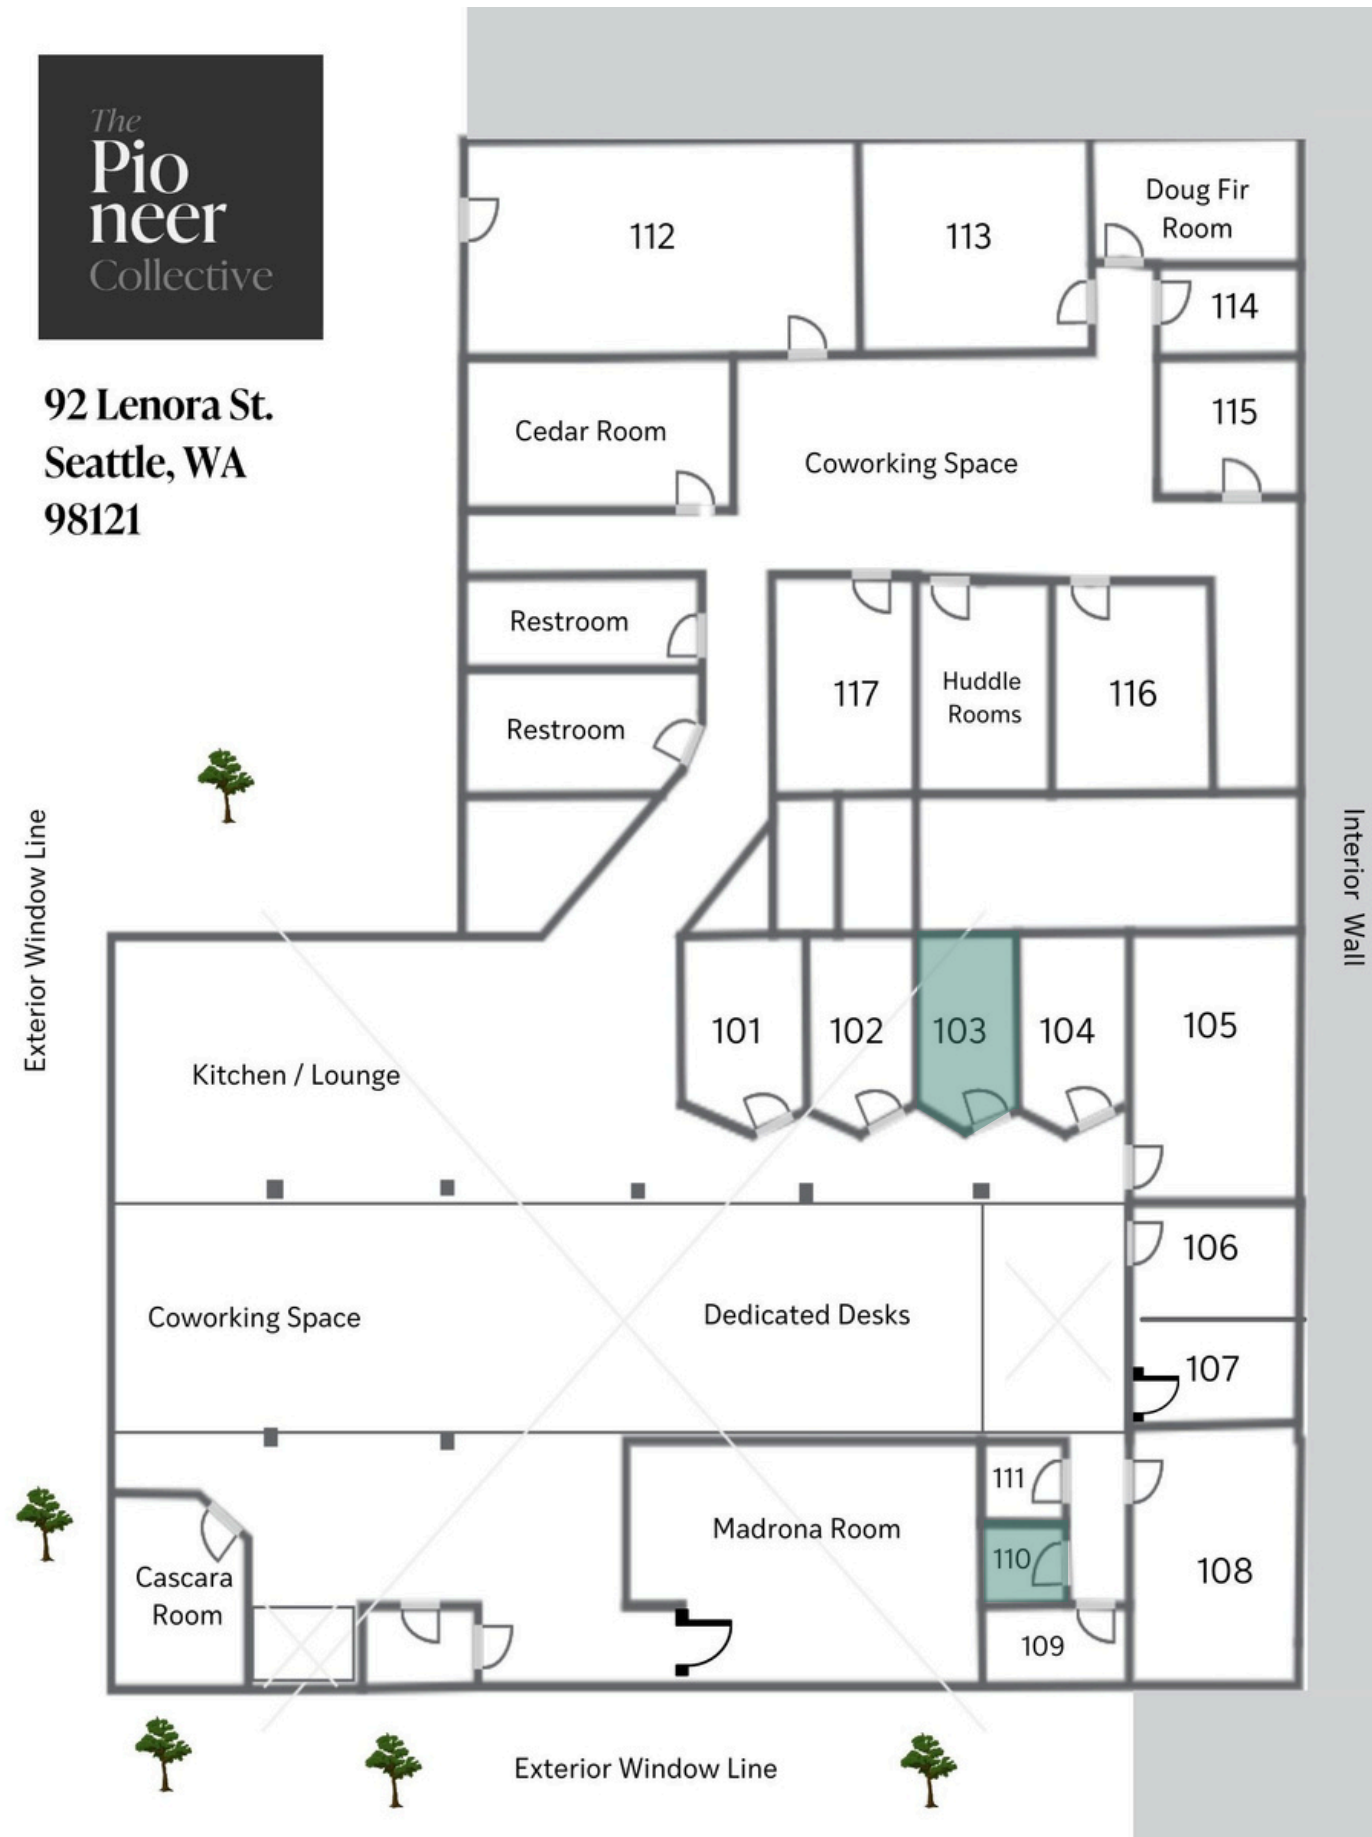 The
Pio
neer
Collective
92 Lenora St.
Seattle, WA
98121
112
113
Doug Fir
Room
114
115
Cedar Room
Coworking Space
Restroom
Restroom
117
Huddle
Rooms
116
Exterior Window Line
Interior Wall
101
102
103
104
105
Kitchen / Lounge
106
Coworking Space
Dedicated Desks
107
111
Madrona Room
110
108
Cascara
Room
109
Exterior Window Line